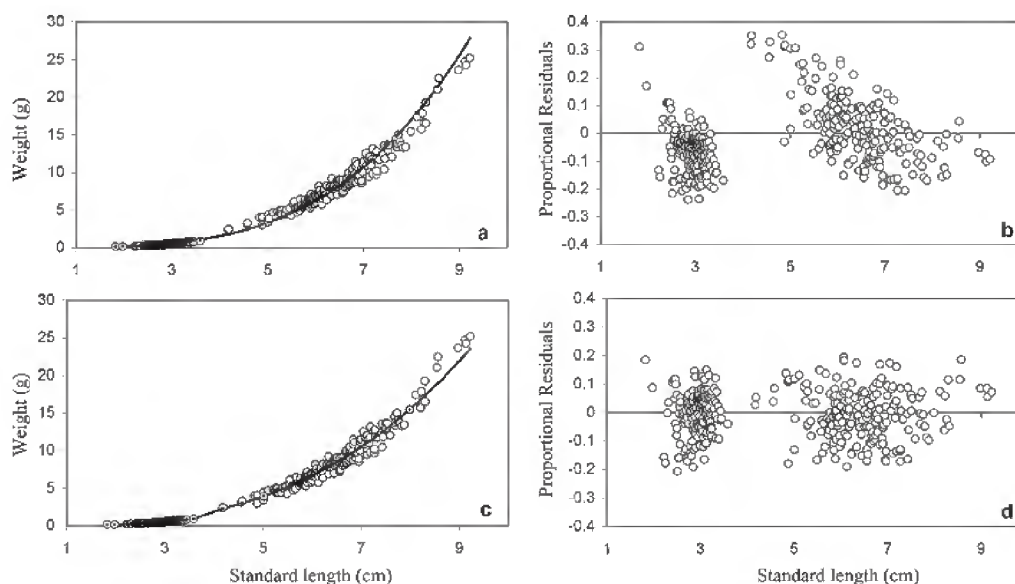 30
25
20
15
10
5
0
Weight (g)
a
1 3 5 7 9
0.4
0.3
0.2
0.1
0
-0.1
-0.2
-0.3
-0.4
Proportional Residuals
b
1 3 5 7 9
30
25
20
15
10
5
0
Weight (g)
c
1 3 5 7 9
Standard length (cm)
0.4
0.3
0.2
0.1
0
-0.1
-0.2
-0.3
-0.4
Proportional Residuals
d
1 3 5 7 9
Standard length (cm)